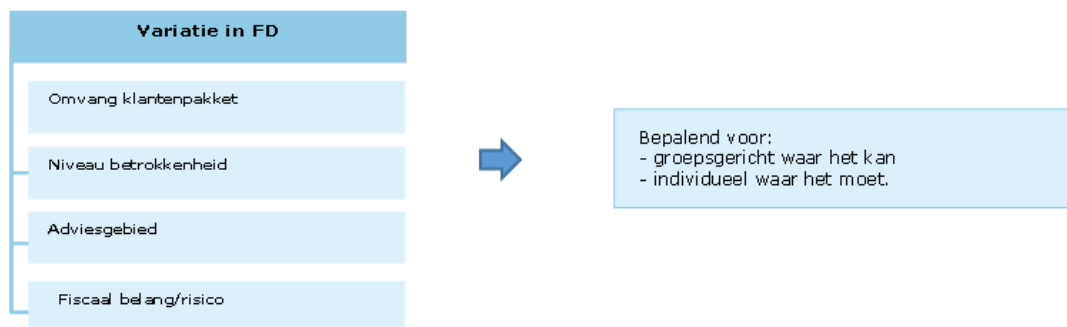 Variatie in FD
Omvang klantenpakket
Niveau betrokkenheid
Adviesgebied
Fiscaal belang/risico
Bepalend voor:
- groepsgericht waar het kan
- individueel waar het moet.